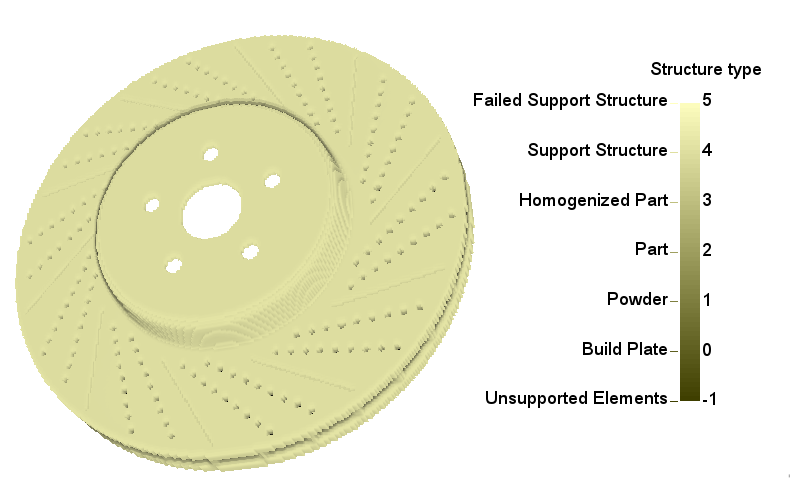 Structure type
Failed Support Structure 5
Support Structure 4
Homogenized Part 3
Part 2
Powder 1
Build Plate 0
Unsupported Elements -1